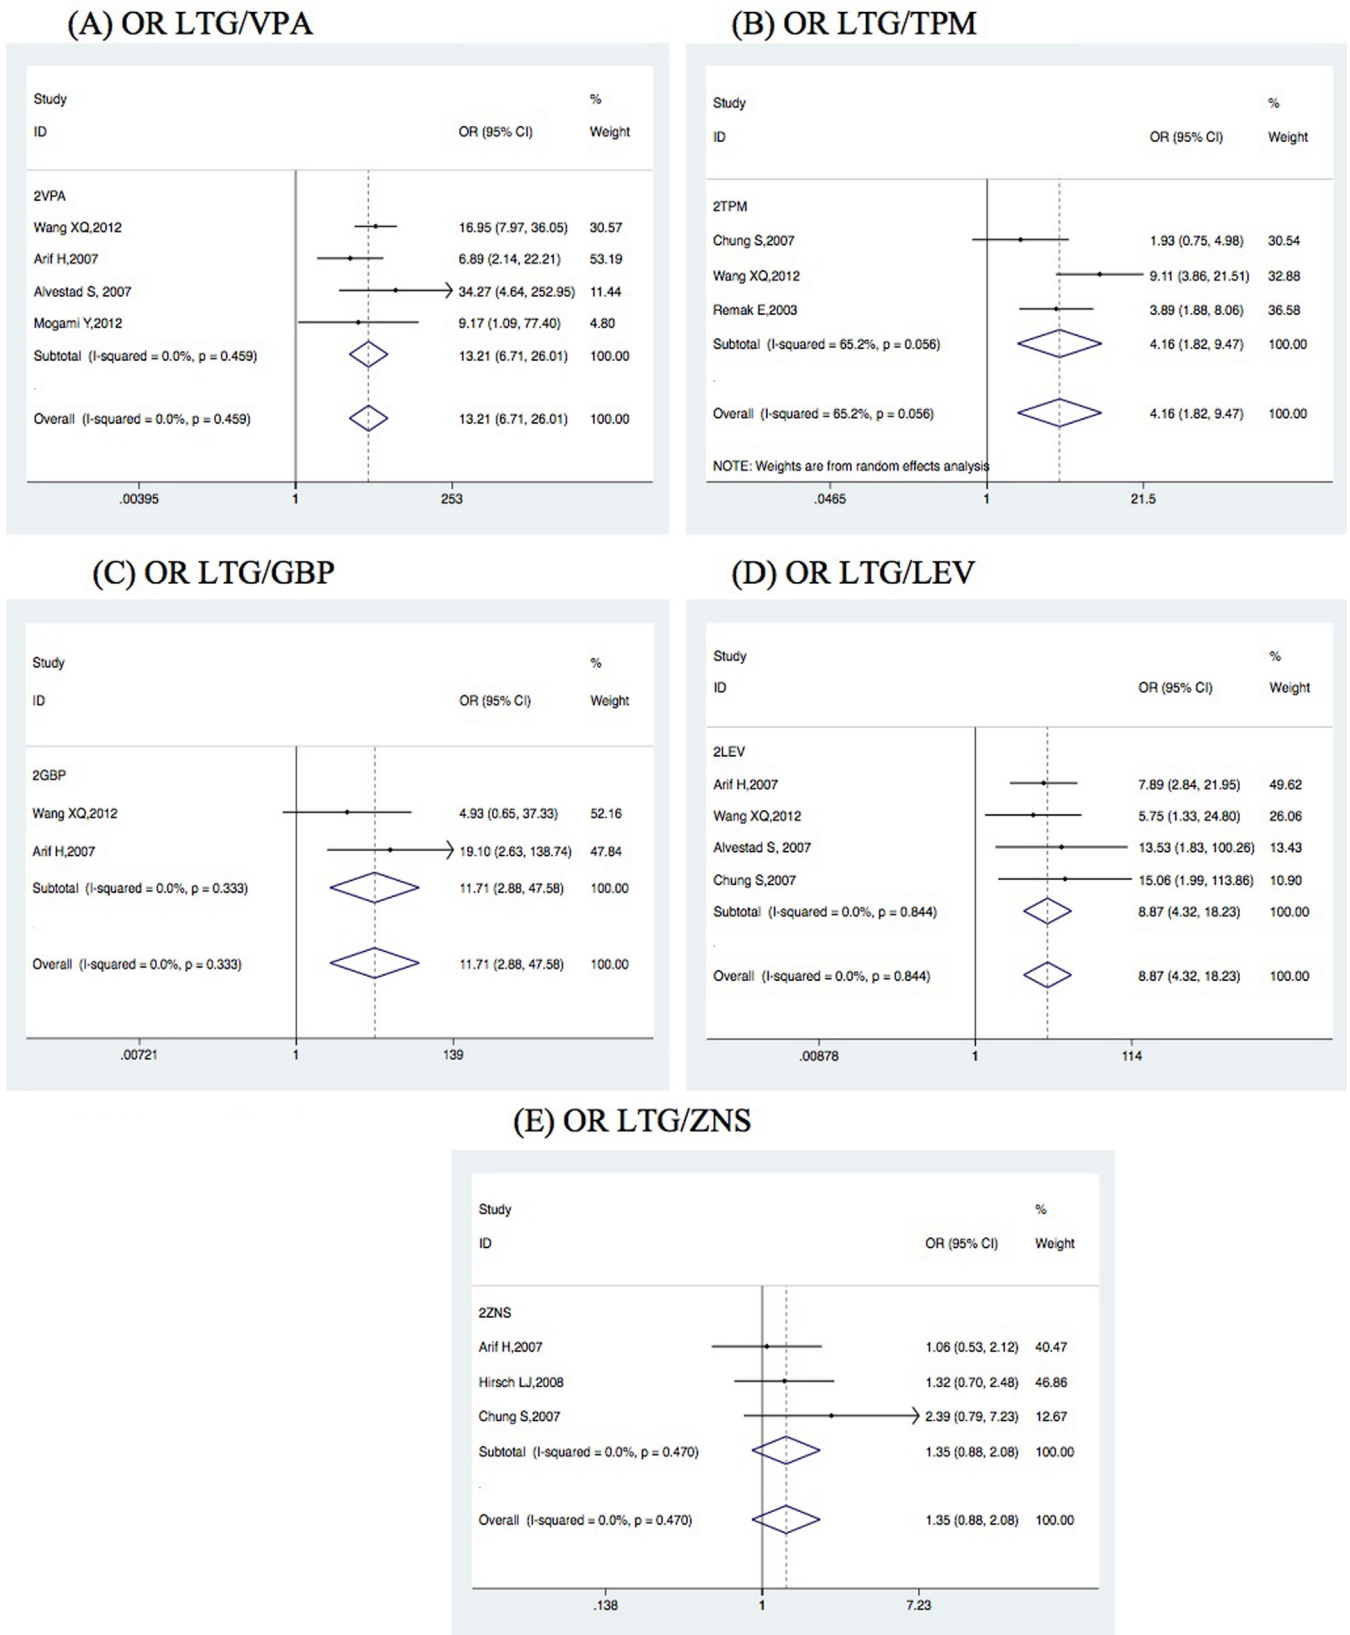 (A) OR LTG/VPA
Study %
ID OR (95% CI) Weight
2VPA
Wang XQ,2012 16.95 (7.97, 36.05) 30.57
Arif H,2007 6.89 (2.14, 22.21) 53.19
Alvestad S, 2007 34.27 (4.64, 252.95) 11.44
Mogami Y,2012 9.17 (1.09, 77.40) 4.80
Subtotal (I-squared = 0.0%, p = 0.459) 13.21 (6.71, 26.01) 100.00
.
Overall (I-squared = 0.0%, p = 0.459) 13.21 (6.71, 26.01) 100.00
.00395 1 253
(B) OR LTG/TPM
Study %
ID OR (95% CI) Weight
2TPM
Chung S,2007 1.93 (0.75, 4.98) 30.54
Wang XQ,2012 9.11 (3.86, 21.51) 32.88
Remak E,2003 3.89 (1.88, 8.06) 36.58
Subtotal (I-squared = 65.2%, p = 0.056) 4.16 (1.82, 9.47) 100.00
.
Overall (I-squared = 65.2%, p = 0.056) 4.16 (1.82, 9.47) 100.00
NOTE: Weights are from random effects analysis
.0465 1 21.5
(C) OR LTG/GBP
Study %
ID OR (95% CI) Weight
2GBP
Wang XQ,2012 4.93 (0.65, 37.33) 52.16
Arif H,2007 19.10 (2.63, 138.74) 47.84
Subtotal (I-squared = 0.0%, p = 0.333) 11.71 (2.88, 47.58) 100.00
.
Overall (I-squared = 0.0%, p = 0.333) 11.71 (2.88, 47.58) 100.00
.00721 1 139
(D) OR LTG/LEV
Study %
ID OR (95% CI) Weight
2LEV
Arif H,2007 7.89 (2.84, 21.95) 49.62
Wang XQ,2012 5.75 (1.33, 24.80) 26.06
Alvestad S, 2007 13.53 (1.83, 100.26) 13.43
Chung S,2007 15.06 (1.99, 113.86) 10.90
Subtotal (I-squared = 0.0%, p = 0.844) 8.87 (4.32, 18.23) 100.00
.
Overall (I-squared = 0.0%, p = 0.844) 8.87 (4.32, 18.23) 100.00
.00878 1 114
(E) OR LTG/ZNS
Study %
ID OR (95% CI) Weight
2ZNS
Arif H,2007 1.06 (0.53, 2.12) 40.47
Hirsch LJ,2008 1.32 (0.70, 2.48) 46.86
Chung S,2007 2.39 (0.79, 7.23) 12.67
Subtotal (I-squared = 0.0%, p = 0.470) 1.35 (0.88, 2.08) 100.00
.
Overall (I-squared = 0.0%, p = 0.470) 1.35 (0.88, 2.08) 100.00
.138 1 7.23